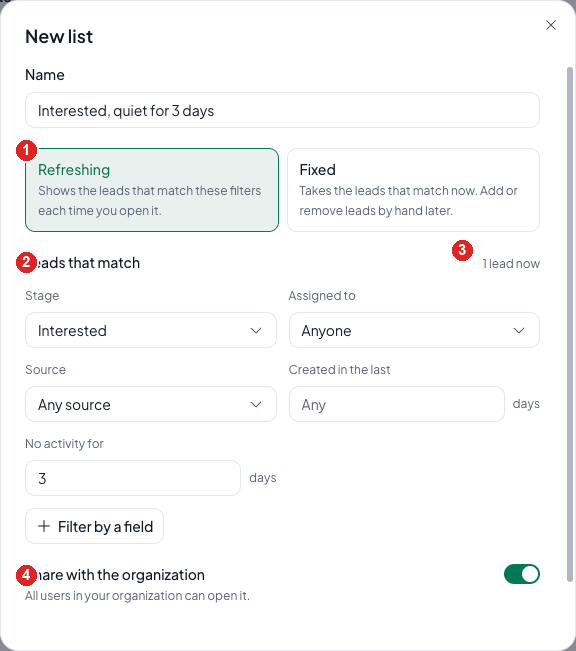 New list
Name
Interested, quiet for 3 days
1
Refreshing
Shows the leads that match these filters
each time you open it.
Fixed
Takes the leads that match now. Add or
remove leads by hand later.
2
eads that match
3
1 lead now
Stage
Assigned to
Interested
Anyone
Source
Created in the last
Any source
Any
days
No activity for
3
days
+ Filter by a field
4
hare with the organization
All users in your organization can open it.